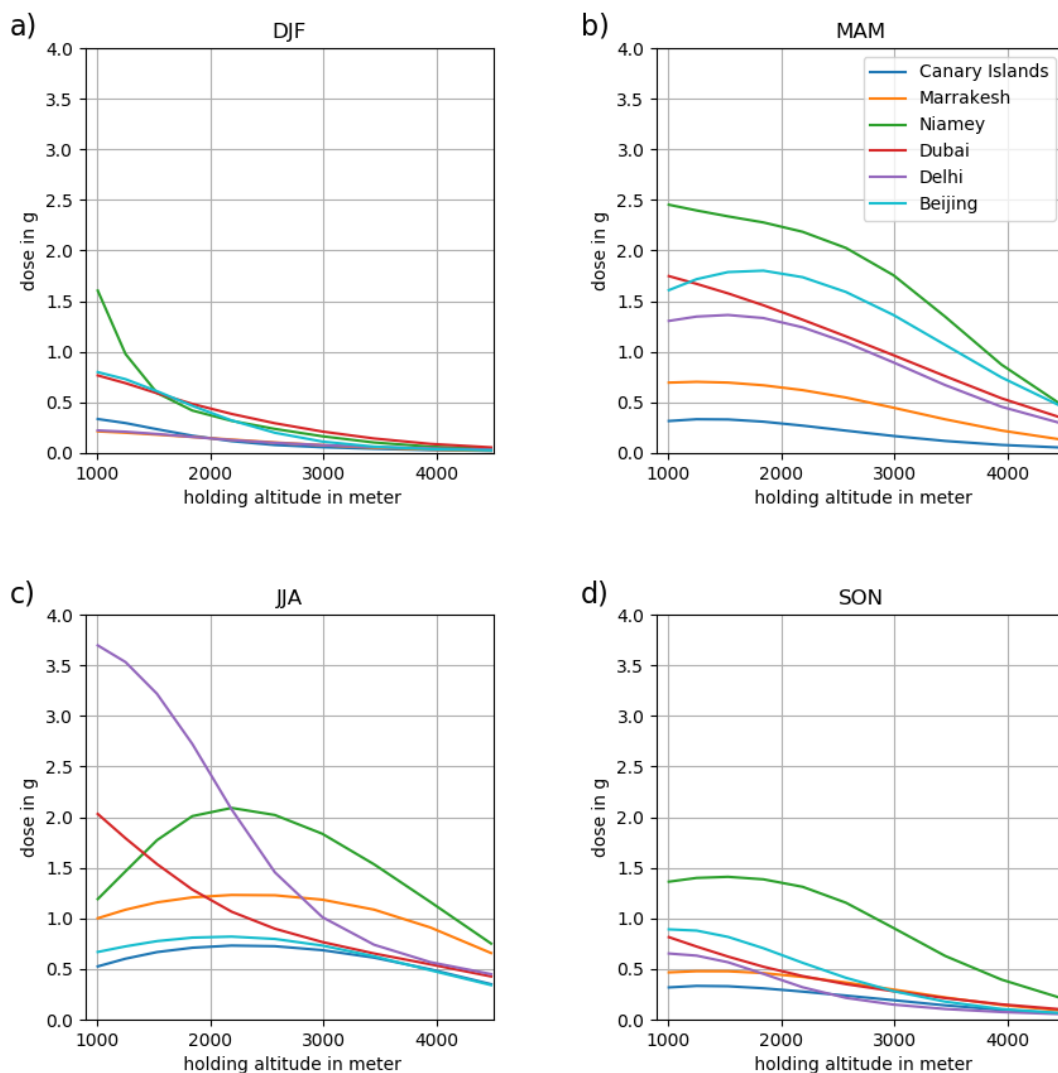 a)
DJF
4.0
3.5
3.0
2.5
2.0
1.5
1.0
0.5
0.0
dose in g
1000 2000 3000 4000
holding altitude in meter
b)
MAM
4.0
3.5
3.0
2.5
2.0
1.5
1.0
0.5
0.0
dose in g
Canary Islands
Marrakesh
Niamey
Dubai
Delhi
Beijing
1000 2000 3000 4000
holding altitude in meter
c)
JJA
4.0
3.5
3.0
2.5
2.0
1.5
1.0
0.5
0.0
dose in g
1000 2000 3000 4000
holding altitude in meter
d)
SON
4.0
3.5
3.0
2.5
2.0
1.5
1.0
0.5
0.0
dose in g
1000 2000 3000 4000
holding altitude in meter